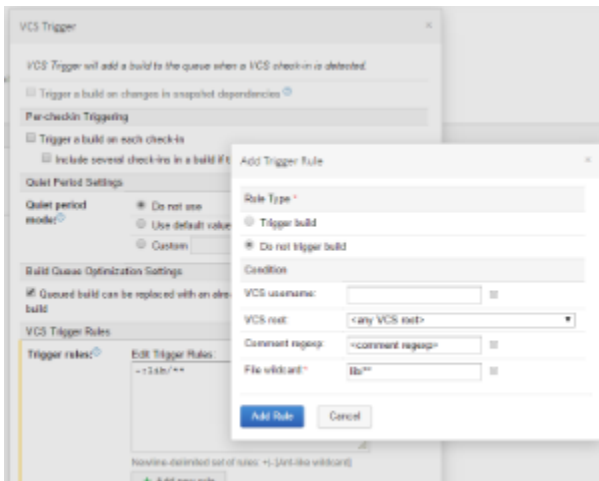 VCS Trigger
VCS Trigger will add a build to the queue when a VCS check-in is detected.
Trigger a build on changes in snapshot dependencies
Per-checkin Triggering
Trigger a build on each check-in
Include several check-ins in a build if t
Quiet Period Settings
Quiet period mode:
Do not use
Use default value
Custom
Build Queue Optimization Settings
Queued build can be replaced with an alre
build
VCS Trigger Rules
Trigger rules:
Edit Trigger Rules:
-:lib/**
Newline-delimited set of rules: +|-:[Ant-like wildcard]
Add new rule
Add Trigger Rule
Rule Type *
Trigger build
Do not trigger build
Condition
VCS username:
VCS root:
<any VCS root>
Comment regexp:
<comment regexp>
File wildcard:*
lib/**
Add Rule
Cancel